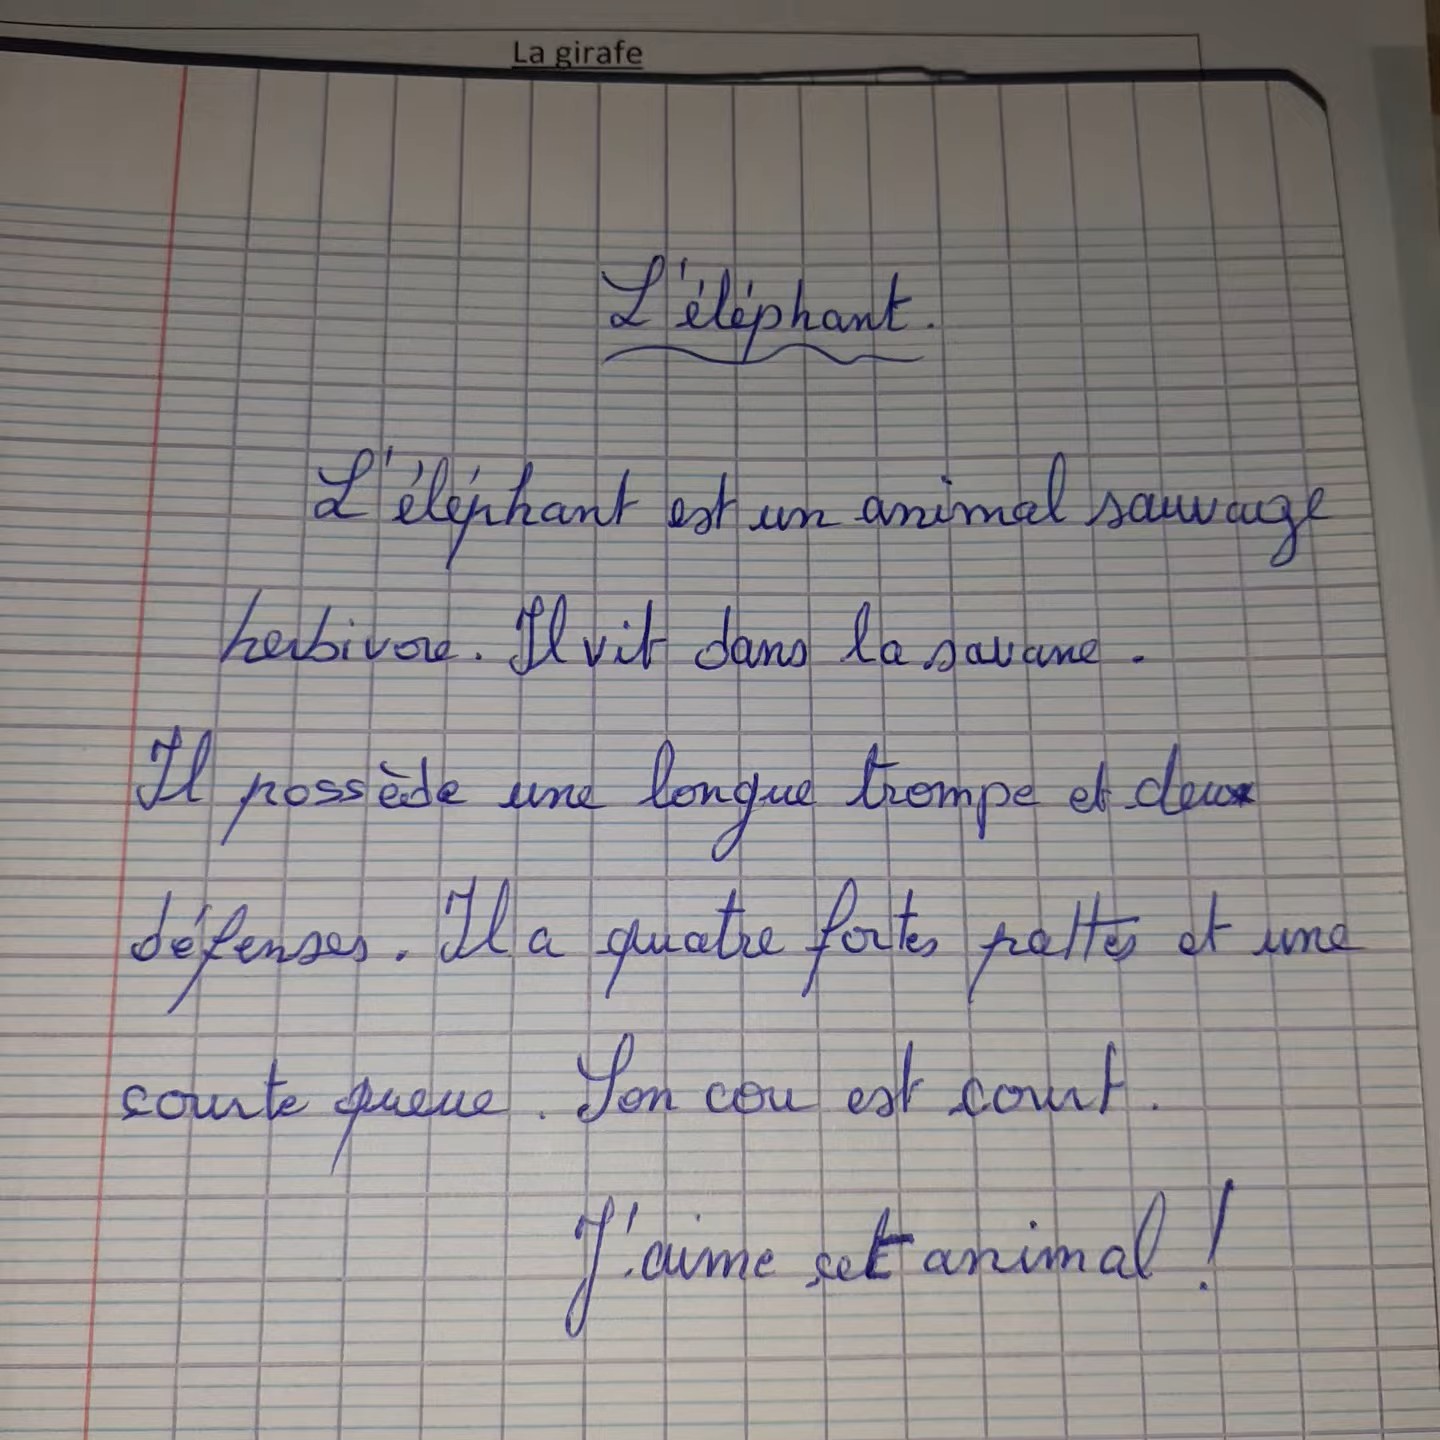 La girafe
L'éléphant.
L'éléphant est un animal sauvage
herbivore. Il vit dans la savane.
Il possède une longue trompe et deux
défenses. Il a quatre fortes pattes et une
courte queue. Son cou est court.
J'aime cet animal !